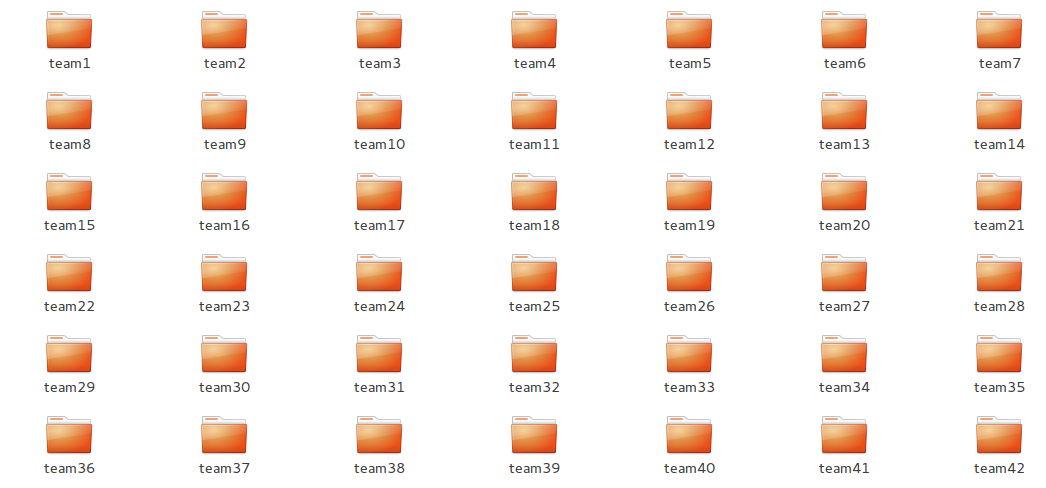 team1 team2 team3 team4 team5 team6 team7
team8 team9 team10 team11 team12 team13 team14
team15 team16 team17 team18 team19 team20 team21
team22 team23 team24 team25 team26 team27 team28
team29 team30 team31 team32 team33 team34 team35
team36 team37 team38 team39 team40 team41 team42